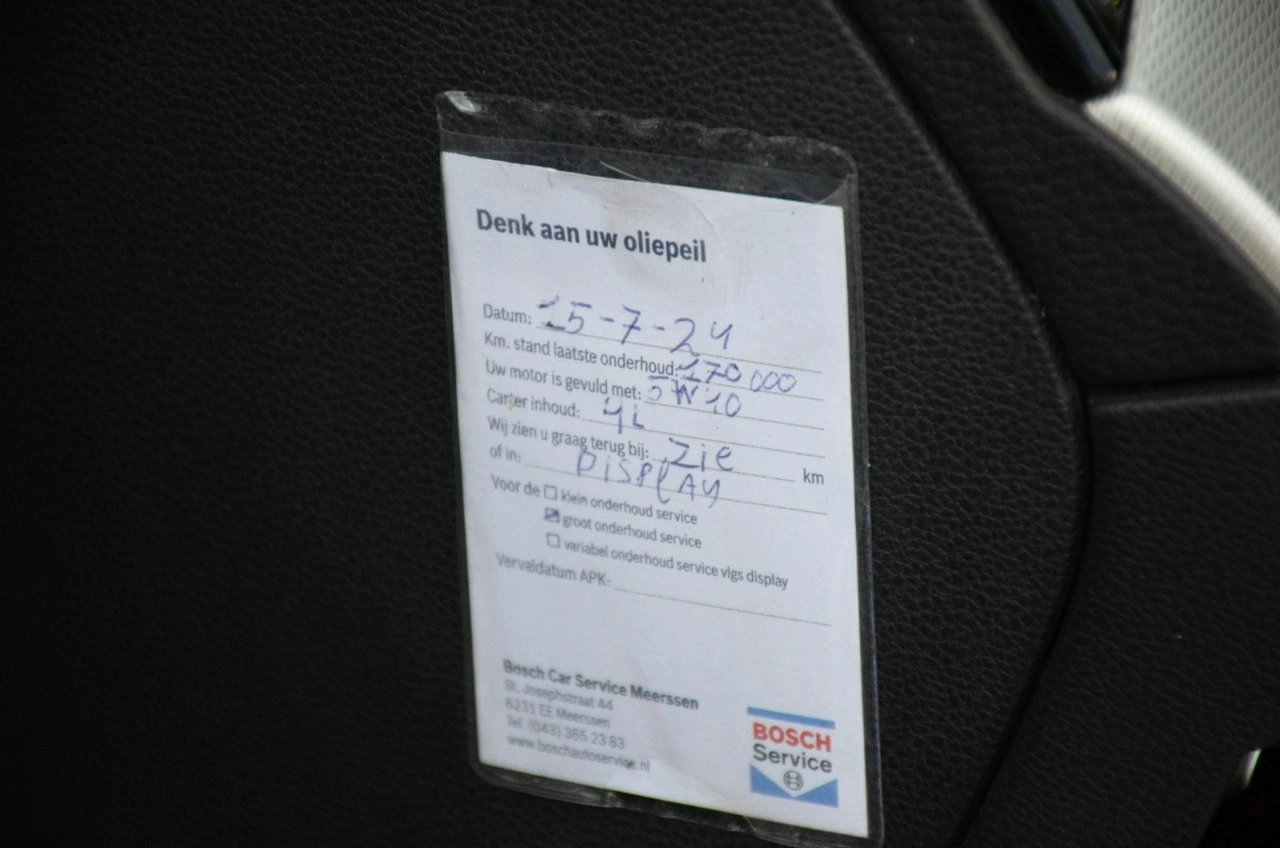 Denk aan uw oliepeil
Datum: 15-7-24
Km. stand laatste onderhoud: 170 000
Uw motor is gevuld met: 5W40
Carter inhoud: 4L
Wij zien u graag terug bij: zie km
of in: DISPLAY
Voor de klein onderhoud service
groot onderhoud service
variabel onderhoud service vlgs display
Vervaldatum APK:
Bosch Car Service Meerssen
St. Josephstraat 44
6231 EE Meerssen
Tel. (043) 365 23 83
www.boschautoservice.nl
BOSCH
Service